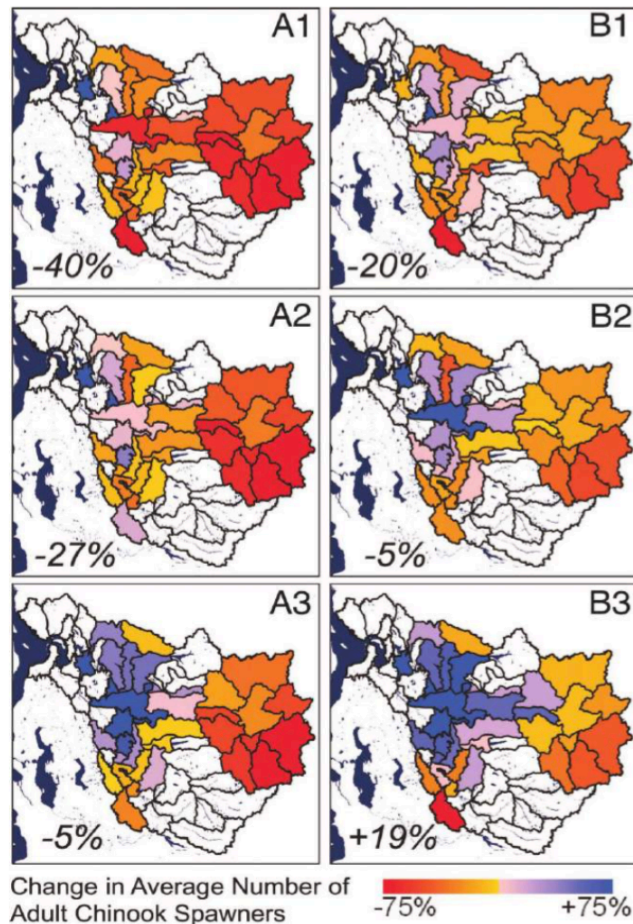 A1
-40%
B1
-20%
A2
-27%
B2
-5%
A3
-5%
B3
+19%
Change in Average Number of
Adult Chinook Spawners
-75%
+75%